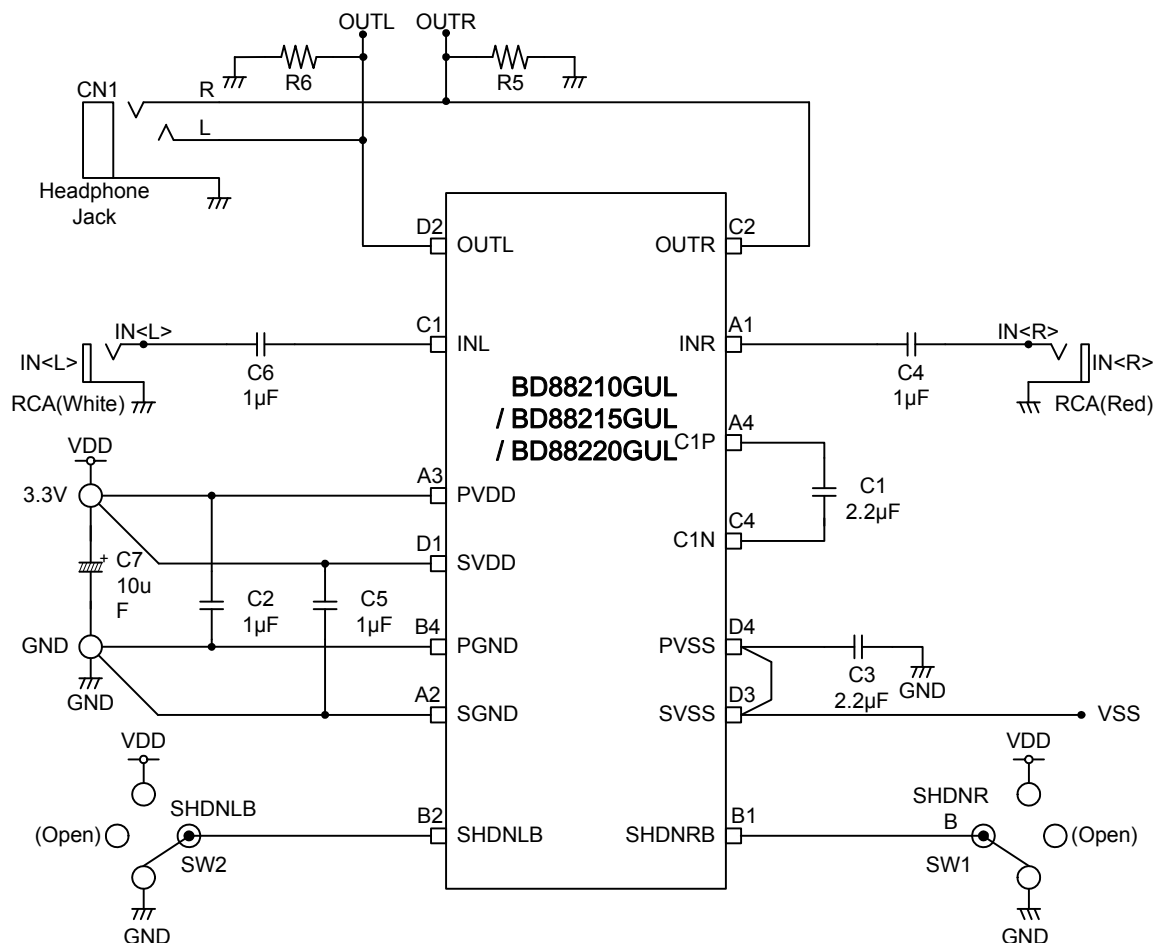 OUTL OUTR
R6 R5
CN1
R
L
Headphone
Jack
D2 C2
OUTL OUTR
C1 A1
IN<L> INL INR IN<R>
IN<L> IN<R>
C6 C4
1µF 1µF
RCA(White) RCA(Red)
BD88210GUL
/ BD88215GUL
/ BD88220GUL
A4
C1P
C1
2.2µF
C4
C1N
VDD
3.3V
A3
PVDD
D1
SVDD
C7
+
10u
F
C2
1µF
C5
1µF
GND
GND
B4
PGND
A2
SGND
D4
PVSS
C3
2.2µF
GND
D3
SVSS
VSS
VDD
SHDNLB
(Open)
SW2
GND
B2
SHDNLB
B1
SHDNRB
VDD
SHDNR
B
(Open)
SW1
GND